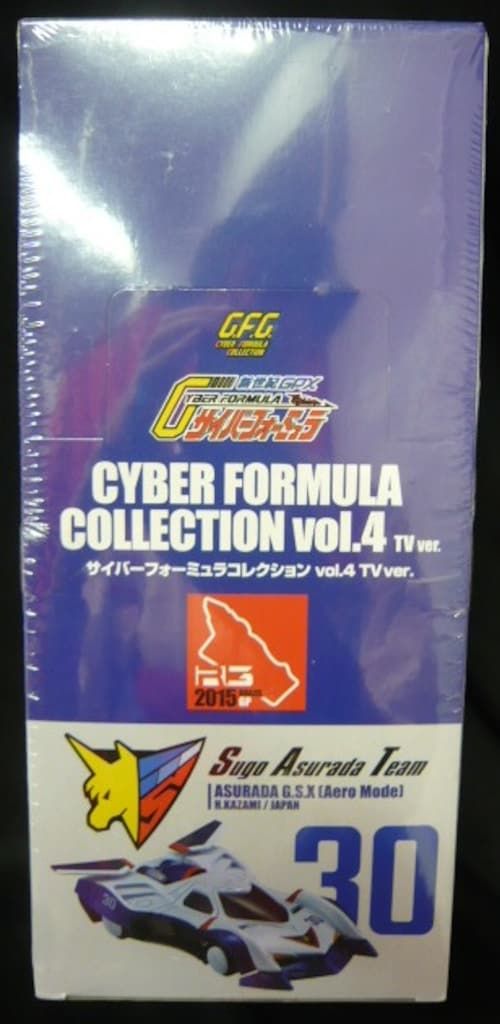 C.F.C.
CYBER FORMULA
COLLECTION
新世紀GPX
CYBER FORMULA
サイバーフォーミュラ
CYBER FORMULA
COLLECTION vol.4 TV ver.
サイバーフォーミュラコレクション vol.4 TV ver.
2015
GP
Sugo Asurada Team
ASURADA G.S.X (Aero Mode)
H.KAZAMI / JAPAN
30
30